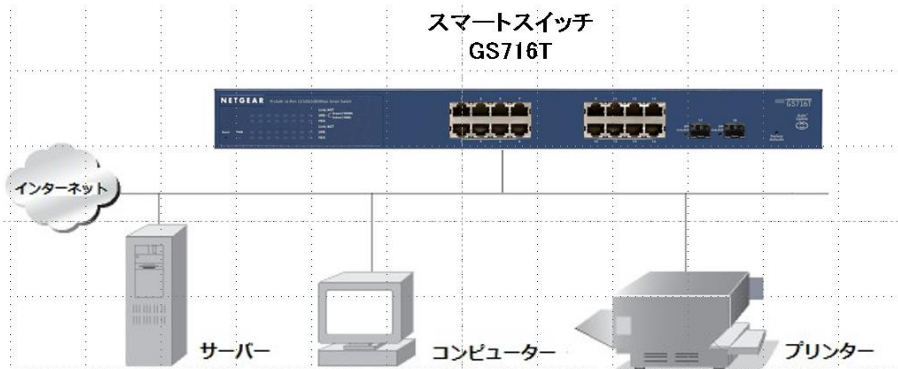 スマートスイッチ
GS716T
NETGEAR
GS716T
インターネット
サーバー
コンピューター
プリンター